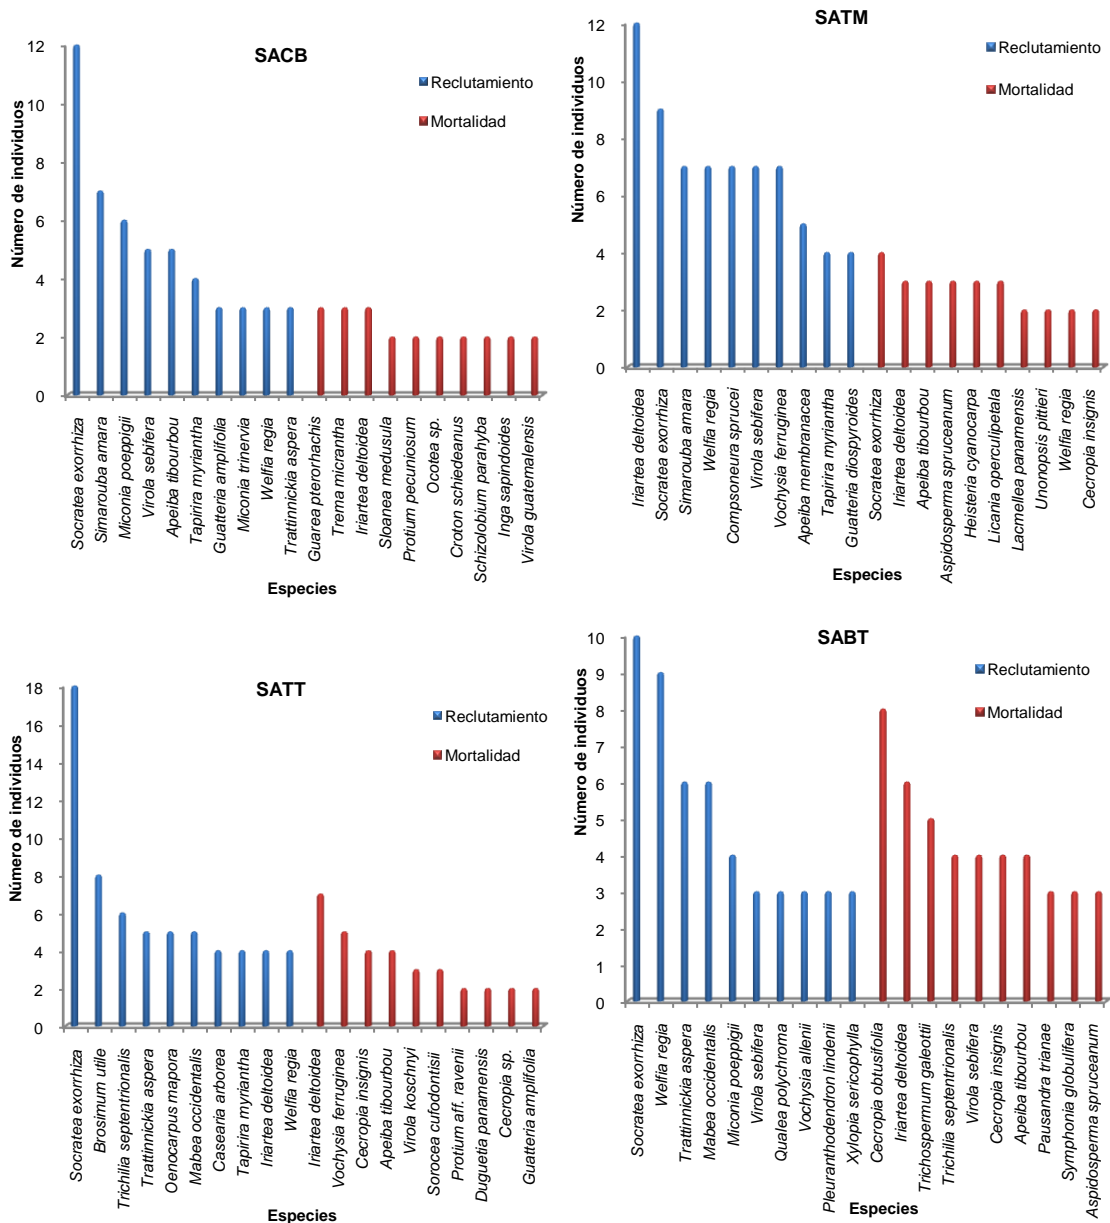 SACB
Número de individuos
12
10
8
6
4
2
0
Reclutamiento
Mortalidad
Socratea exorrhiza
Simarouba amara
Miconia poeppigii
Virola sebifera
Apeiba tibourbou
Tapirira myriantha
Guatteria amplifolia
Miconia trinervia
Welfia regia
Trattinnickia aspera
Guarea pterorhachis
Trema micrantha
Iriartea deltoidea
Sloanea medusula
Protium pecuniosum
Ocotea sp.
Croton schiedeanus
Schizolobium parahyba
Inga sapindoides
Virola guatemalensis
Especies
SATM
Número de individuos
12
10
8
6
4
2
0
Reclutamiento
Mortalidad
Iriartea deltoidea
Socratea exorrhiza
Simarouba amara
Welfia regia
Compsoneura sprucei
Virola sebifera
Vochysia ferruginea
Apeiba membranacea
Tapirira myriantha
Guatteria diospyroides
Socratea exorrhiza
Iriartea deltoidea
Apeiba tibourbou
Aspidosperma spruceanum
Heisteria cyanocarpa
Licania operculipetala
Lacmellea panamensis
Unonopsis pittieri
Welfia regia
Cecropia insignis
Especies
SATT
Número de individuos
18
16
14
12
10
8
6
4
2
0
Reclutamiento
Mortalidad
Socratea exorrhiza
Brosimum utile
Trichilia septentrionalis
Trattinnickia aspera
Oenocarpus mapora
Mabea occidentalis
Casearia arborea
Tapirira myriantha
Iriartea deltoidea
Welfia regia
Iriartea deltoidea
Vochysia ferruginea
Cecropia insignis
Apeiba tibourbou
Virola koschnyi
Sorocea cufodontisii
Protium aff. ravenii
Duguetia panamensis
Cecropia sp.
Guatteria amplifolia
Especies
SABT
Número de individuos
10
9
8
7
6
5
4
3
2
1
0
Reclutamiento
Mortalidad
Socratea exorrhiza
Welfia regia
Trattinnickia aspera
Mabea occidentalis
Miconia poeppigii
Virola sebifera
Qualea polychroma
Vochysia allenii
Pleuranthodendron lindenii
Xylopia sericophylla
Cecropia obtusifolia
Iriartea deltoidea
Trichospermum galeottii
Trichilia septentrionalis
Virola sebifera
Cecropia insignis
Apeiba tibourbou
Pausandra trianae
Symphonia globulifera
Aspidosperma spruceanum
Especies